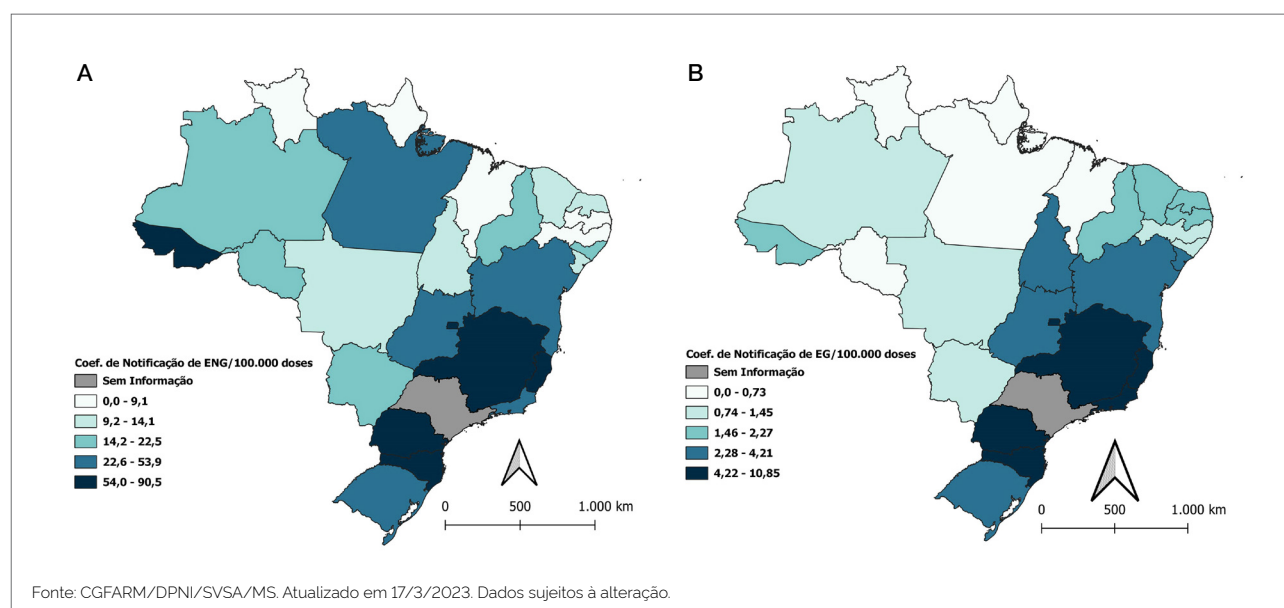 A
B
Coef. de Notificação de ENG/100.000 doses
Sem Informação
0,0 - 9,1
9,2 - 14,1
14,2 - 22,5
22,6 - 53,9
54,0 - 90,5
0 500 1.000 km
Coef. de Notificação de EG/100.000 doses
Sem Informação
0,0 - 0,73
0,74 - 1,45
1,46 - 2,27
2,28 - 4,21
4,22 - 10,85
0 500 1.000 km
Fonte: CGFARM/DPNI/SVSA/MS. Atualizado em 17/3/2023. Dados sujeitos à alteração.